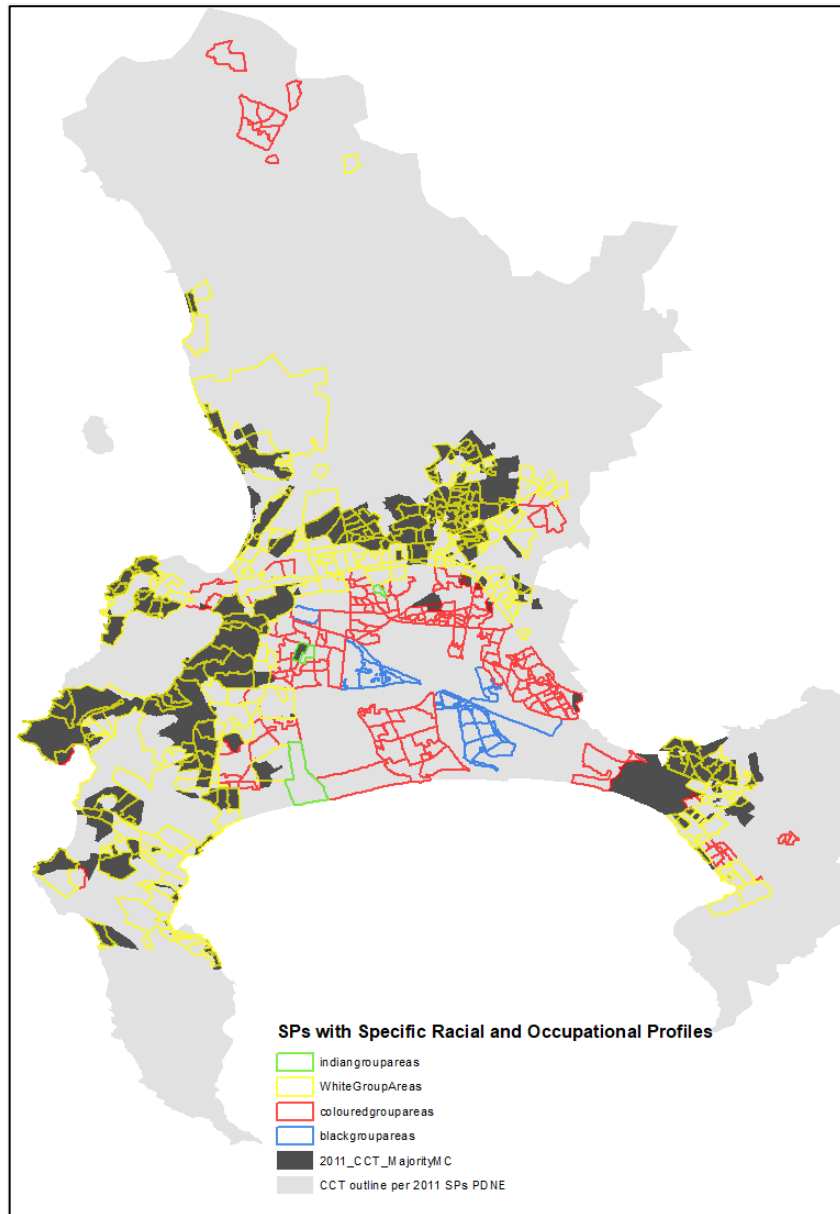 SPs with Specific Racial and Occupational Profiles
indiangroupareas
WhiteGroupAreas
colouredgroupareas
blackgroupareas
2011_CCT_MajorityMC
CCT outline per 2011 SPs PDNE